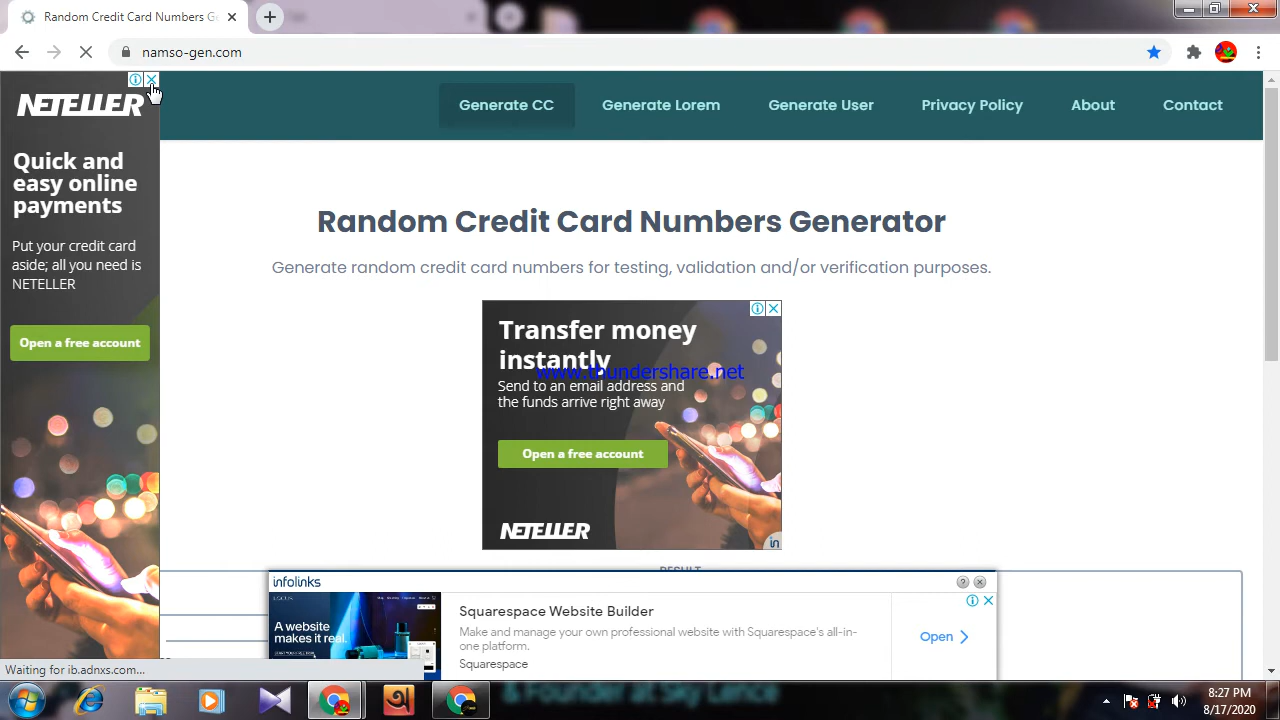 Random Credit Card Numbers Ge
namso-gen.com
NETELLER
Quick and
easy online
payments
Put your credit card
aside; all you need is
NETELLER
Open a free account
Generate CC
Generate Lorem
Generate User
Privacy Policy
About
Contact
Random Credit Card Numbers Generator
Generate random credit card numbers for testing, validation and/or verification purposes.
Transfer money
instantly
www.thundershare.net
Send to an email address and
the funds arrive right away
Open a free account
NETELLER
in
RESULT
infolinks
A website
makes it real.
Squarespace Website Builder
Make and manage your own professional website with Squarespace's all-in-
one platform.
Squarespace
Open
Waiting for ib.adnxs.com...
8:27 PM
8/17/2020